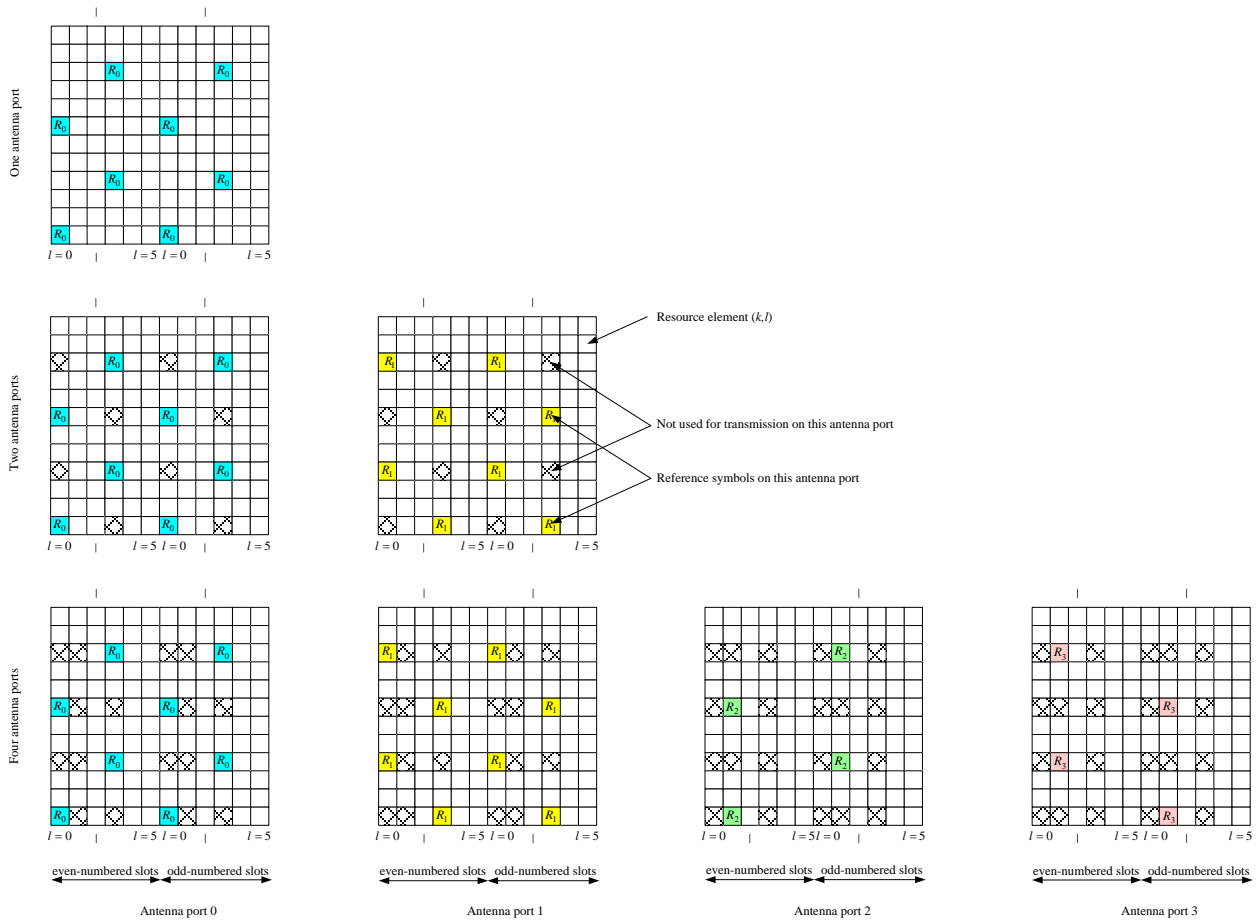 One antenna port
R0 R0
R0 R0
R0 R0
R0 R0
l = 0 l = 5 l = 0 l = 5
Two antenna ports
R0 R0 R1 R1
R0 R0 R1 R1
R0 R0 R1 R1
R0 R0 R1 R1
l = 0 l = 5 l = 0 l = 5 l = 0 l = 5 l = 0 l = 5
Resource element (k,l)
Not used for transmission on this antenna port
Reference symbols on this antenna port
Four antenna ports
R0 R0 R1 R1 R2 R3
R0 R0 R1 R1 R2 R3
R0 R0 R1 R1 R2 R3
R0 R0 R1 R1 R2 R3
l = 0 l = 5 l = 0 l = 5 l = 0 l = 5 l = 0 l = 5 l = 0 l = 5 l = 0 l = 5 l = 0 l = 5 l = 0 l = 5
even-numbered slots odd-numbered slots even-numbered slots odd-numbered slots even-numbered slots odd-numbered slots even-numbered slots odd-numbered slots
Antenna port 0 Antenna port 1 Antenna port 2 Antenna port 3